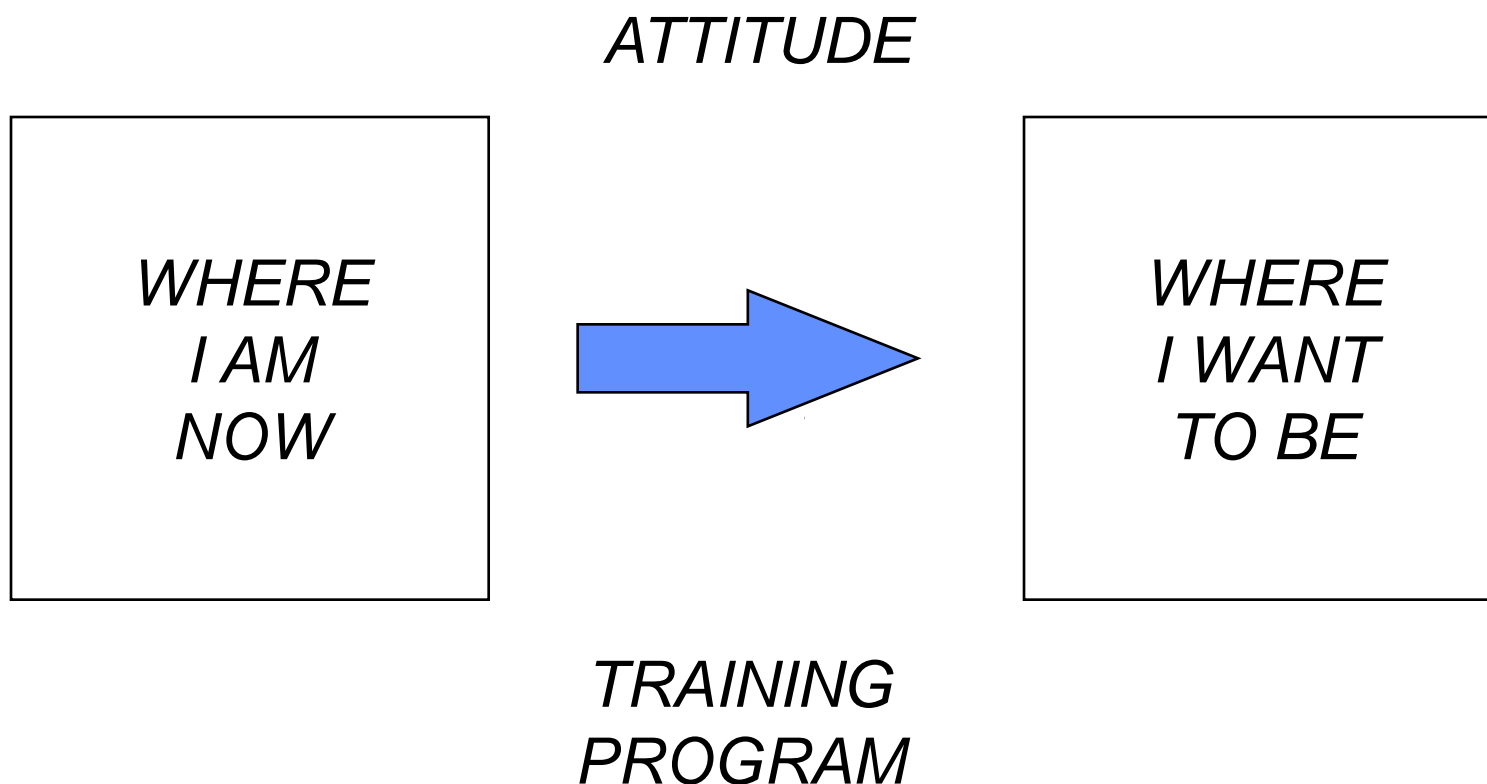 ATTITUDE
WHERE
I AM
NOW
WHERE
I WANT
TO BE
TRAINING
PROGRAM